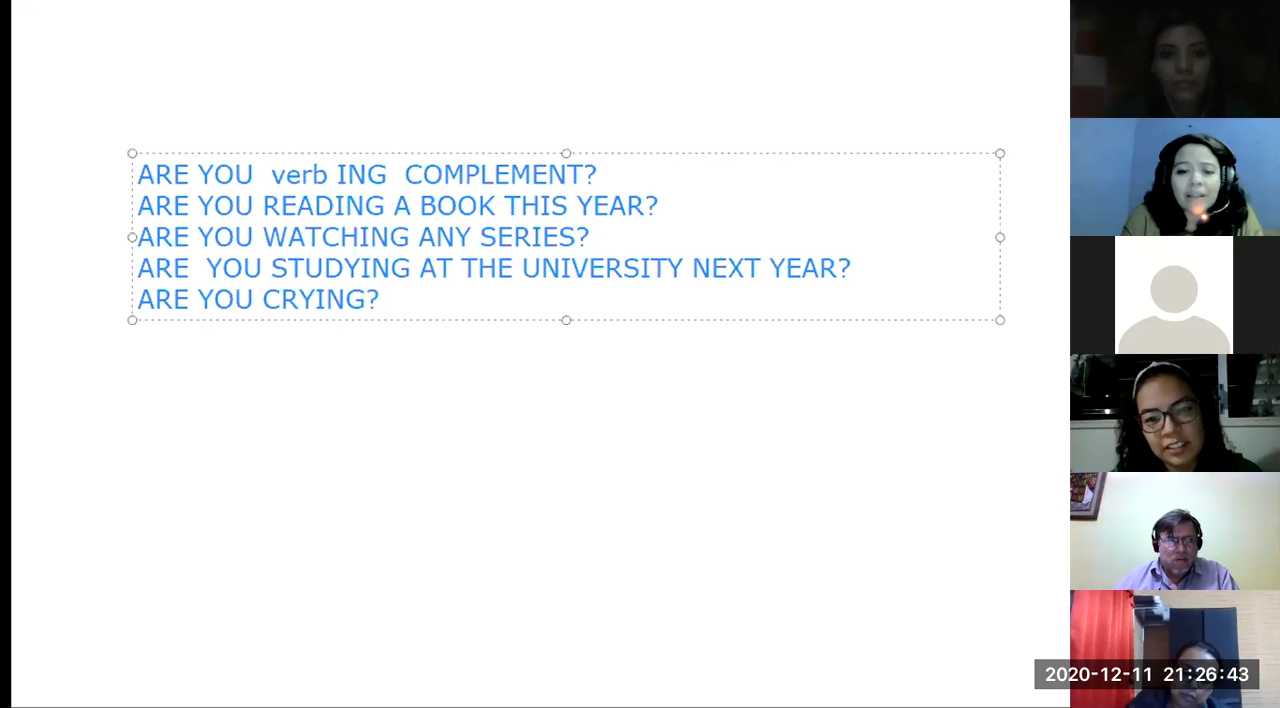 ARE YOU verb ING COMPLEMENT?
ARE YOU READING A BOOK THIS YEAR?
ARE YOU WATCHING ANY SERIES?
ARE YOU STUDYING AT THE UNIVERSITY NEXT YEAR?
ARE YOU CRYING?
2020-12-11 21:26:43